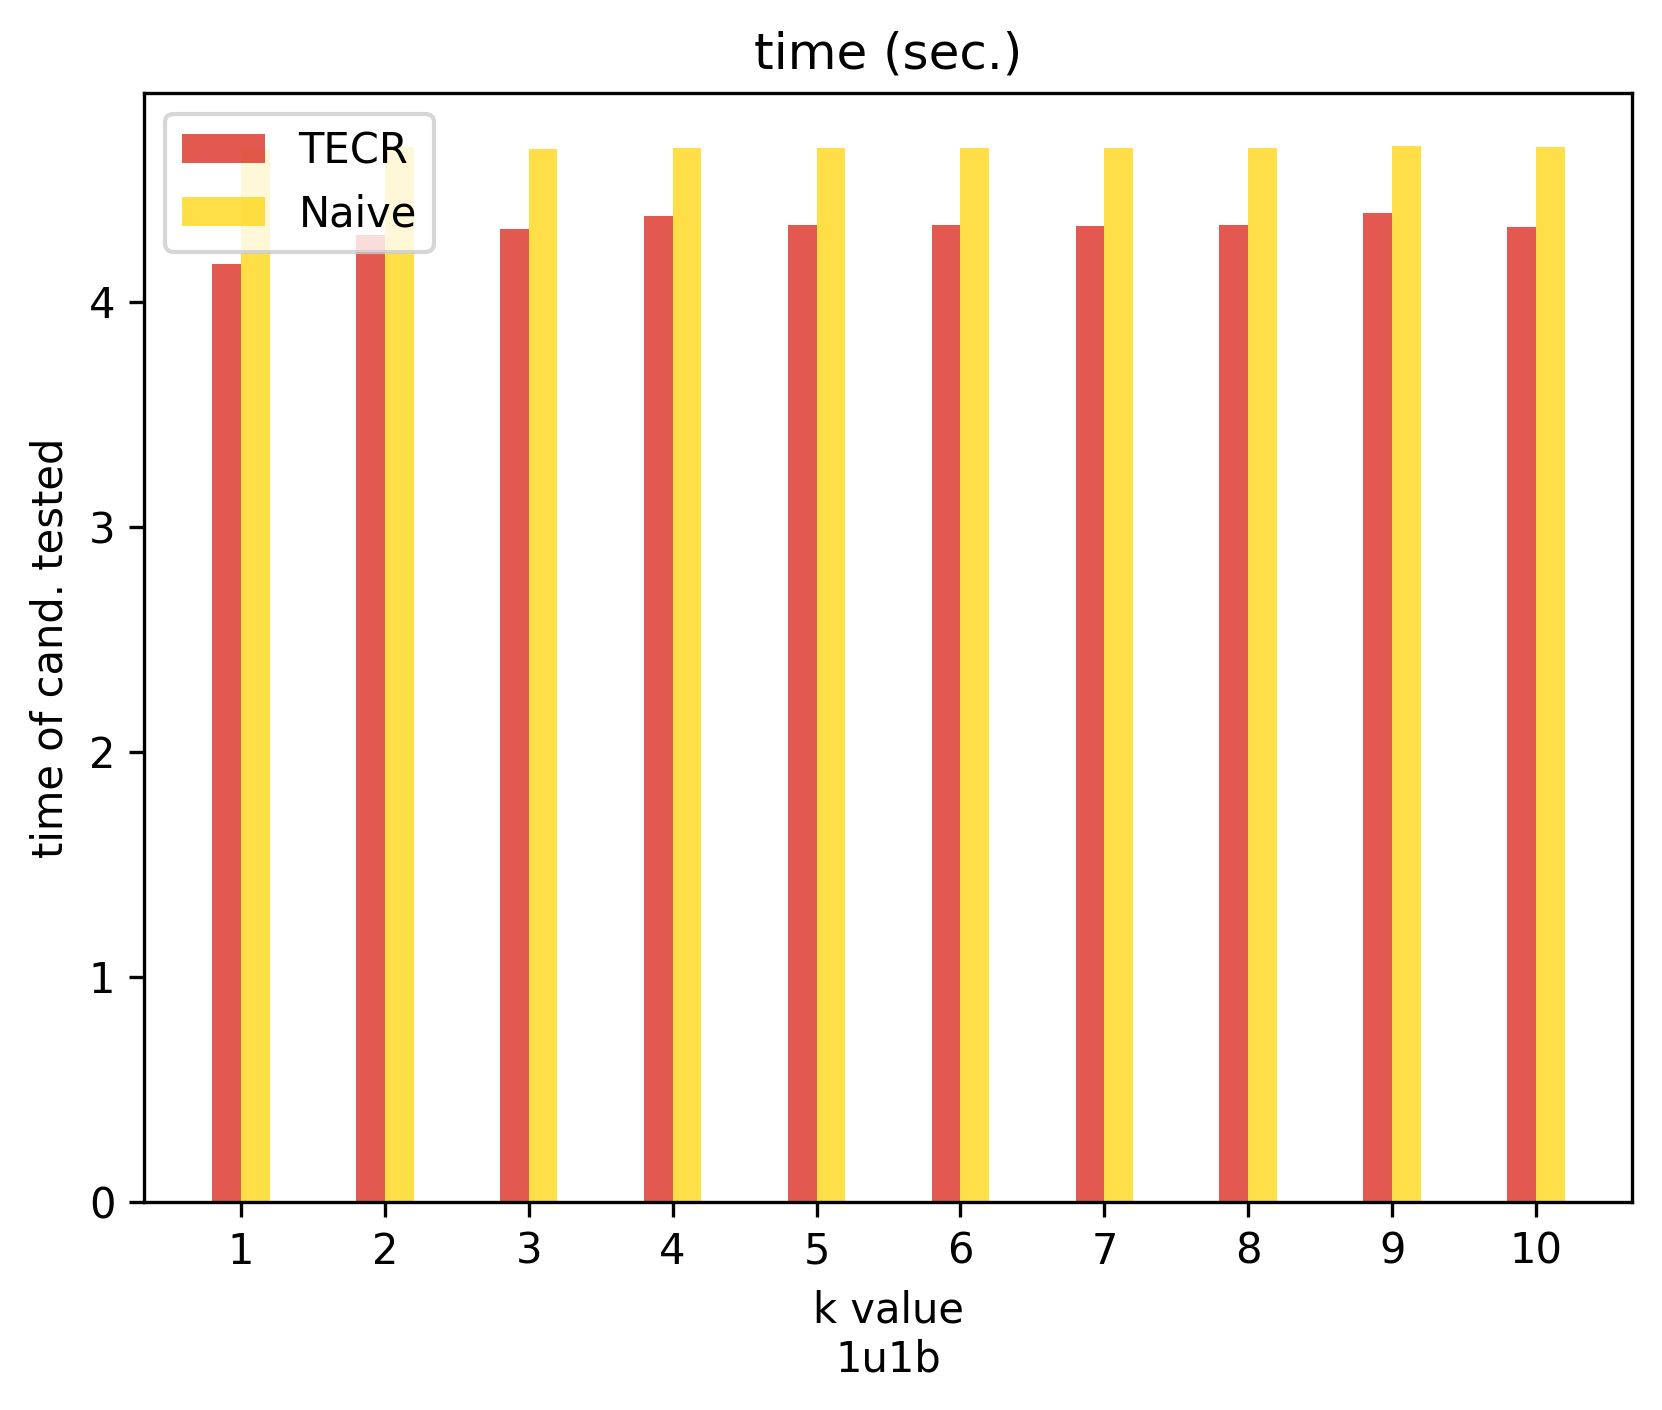 time (sec.)
TECR
Naive
time of cand. tested
4
3
2
1
0
1 2 3 4 5 6 7 8 9 10
k value
1u1b